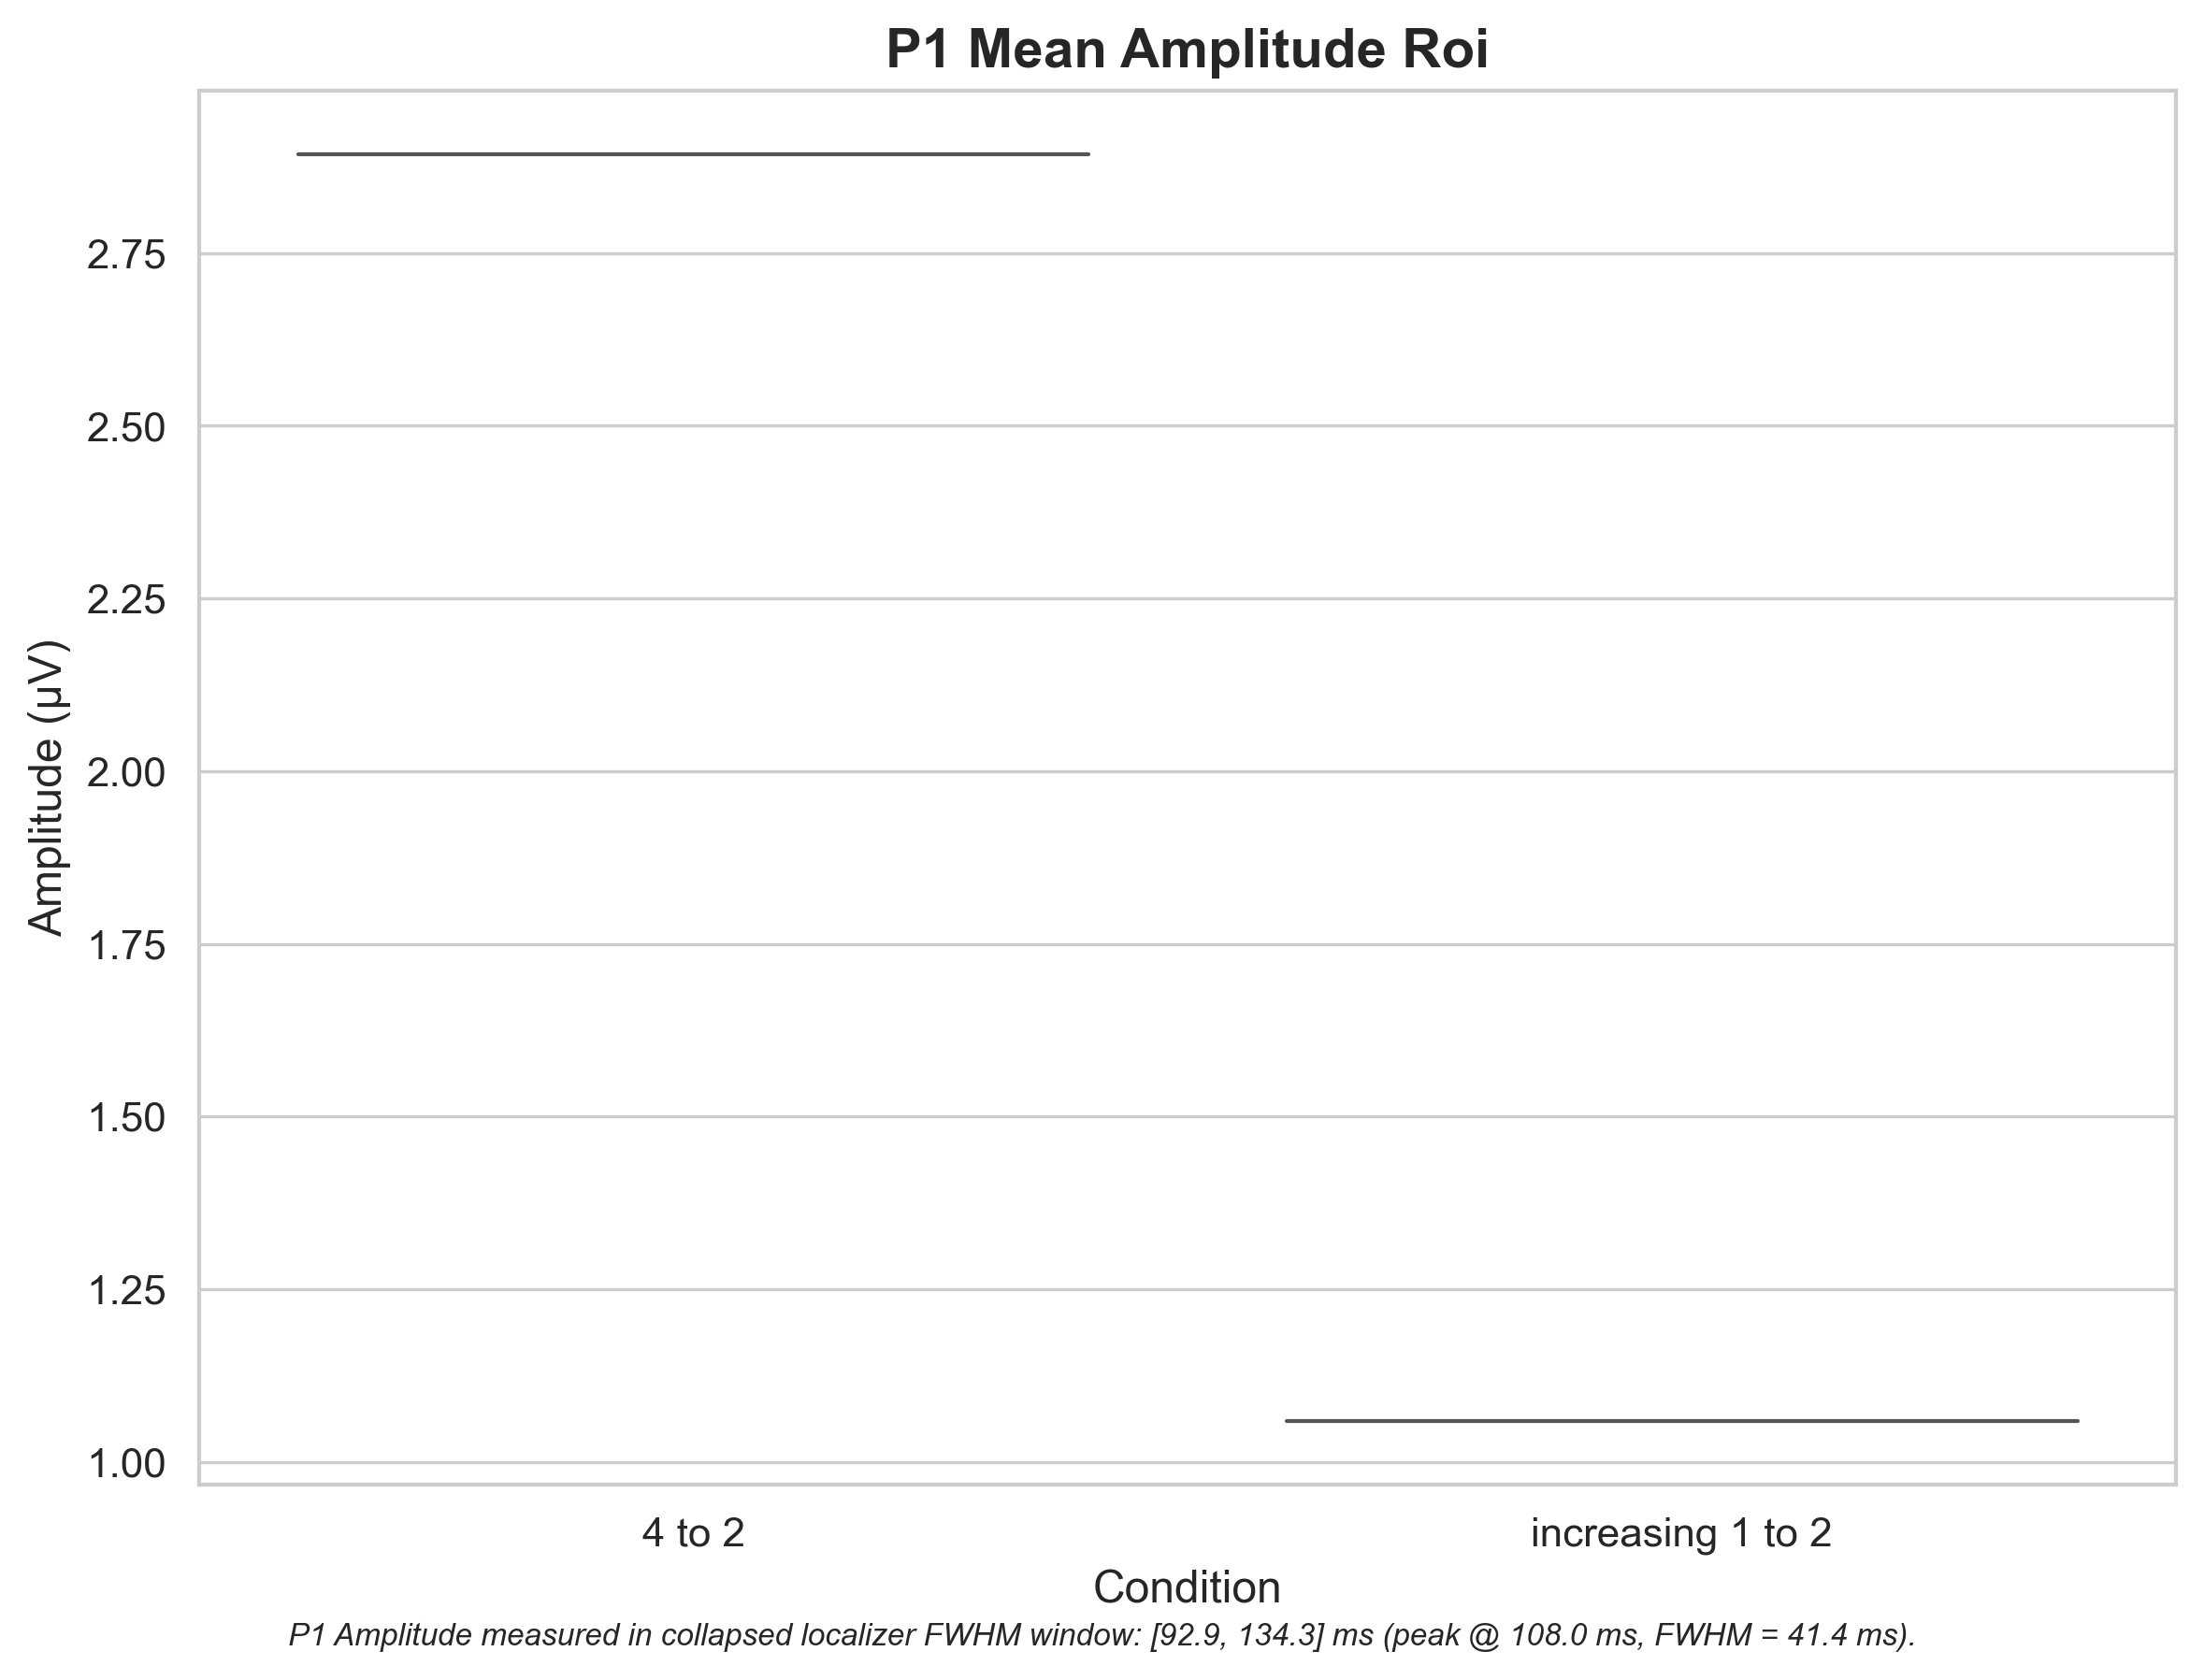 P1 Mean Amplitude Roi
Amplitude (µV)
2.75
2.50
2.25
2.00
1.75
1.50
1.25
1.00
4 to 2
increasing 1 to 2
Condition
P1 Amplitude measured in collapsed localizer FWHM window: [92.9, 134.3] ms (peak @ 108.0 ms, FWHM = 41.4 ms).